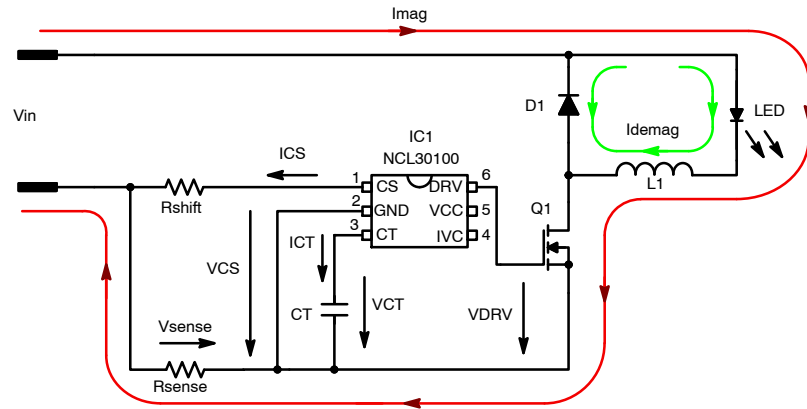 Imag
Vin
D1
LED
Idemag
L1
IC1
NCL30100
ICS
1
CS
DRV
6
Rshift
2
GND
VCC
5
Q1
3
CT
IVC
4
VCS
ICT
CT
VCT
VDRV
Vsense
Rsense